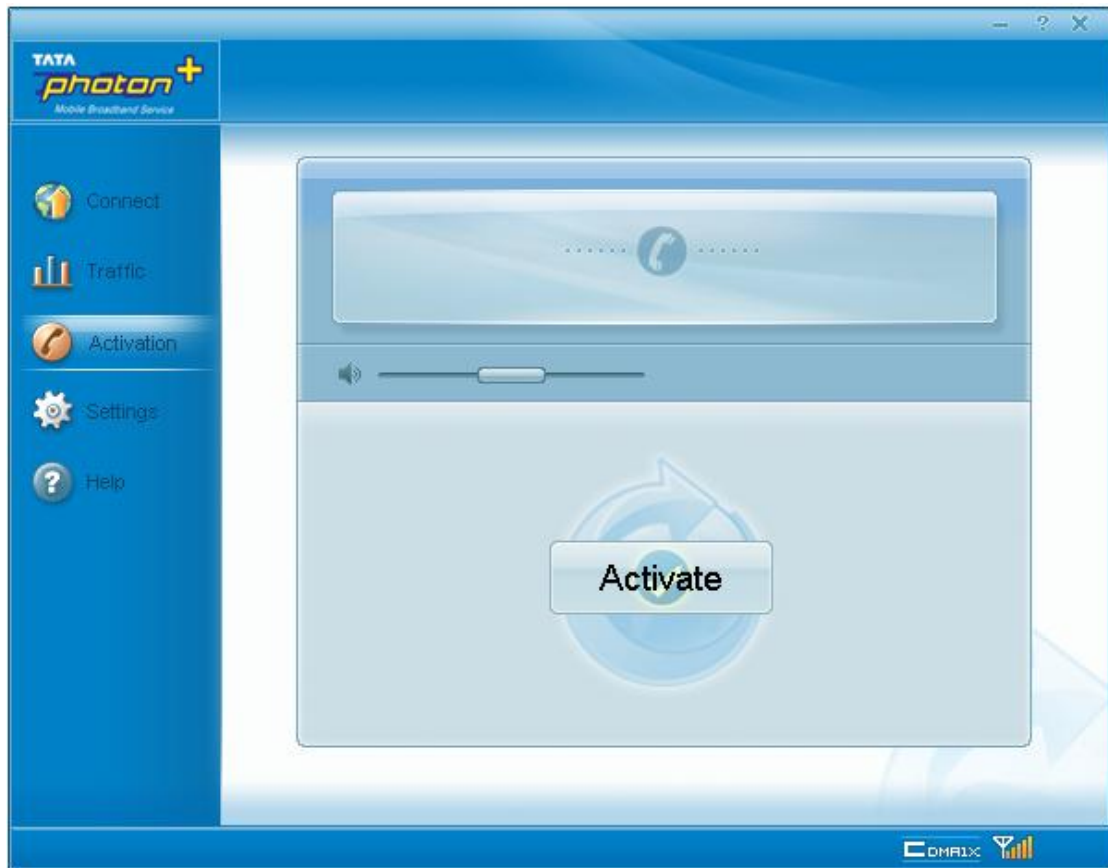 TATA
photon+
Mobile Broadband Service
Connect
Traffic
Activation
Settings
Help
Activate
CDMA1X